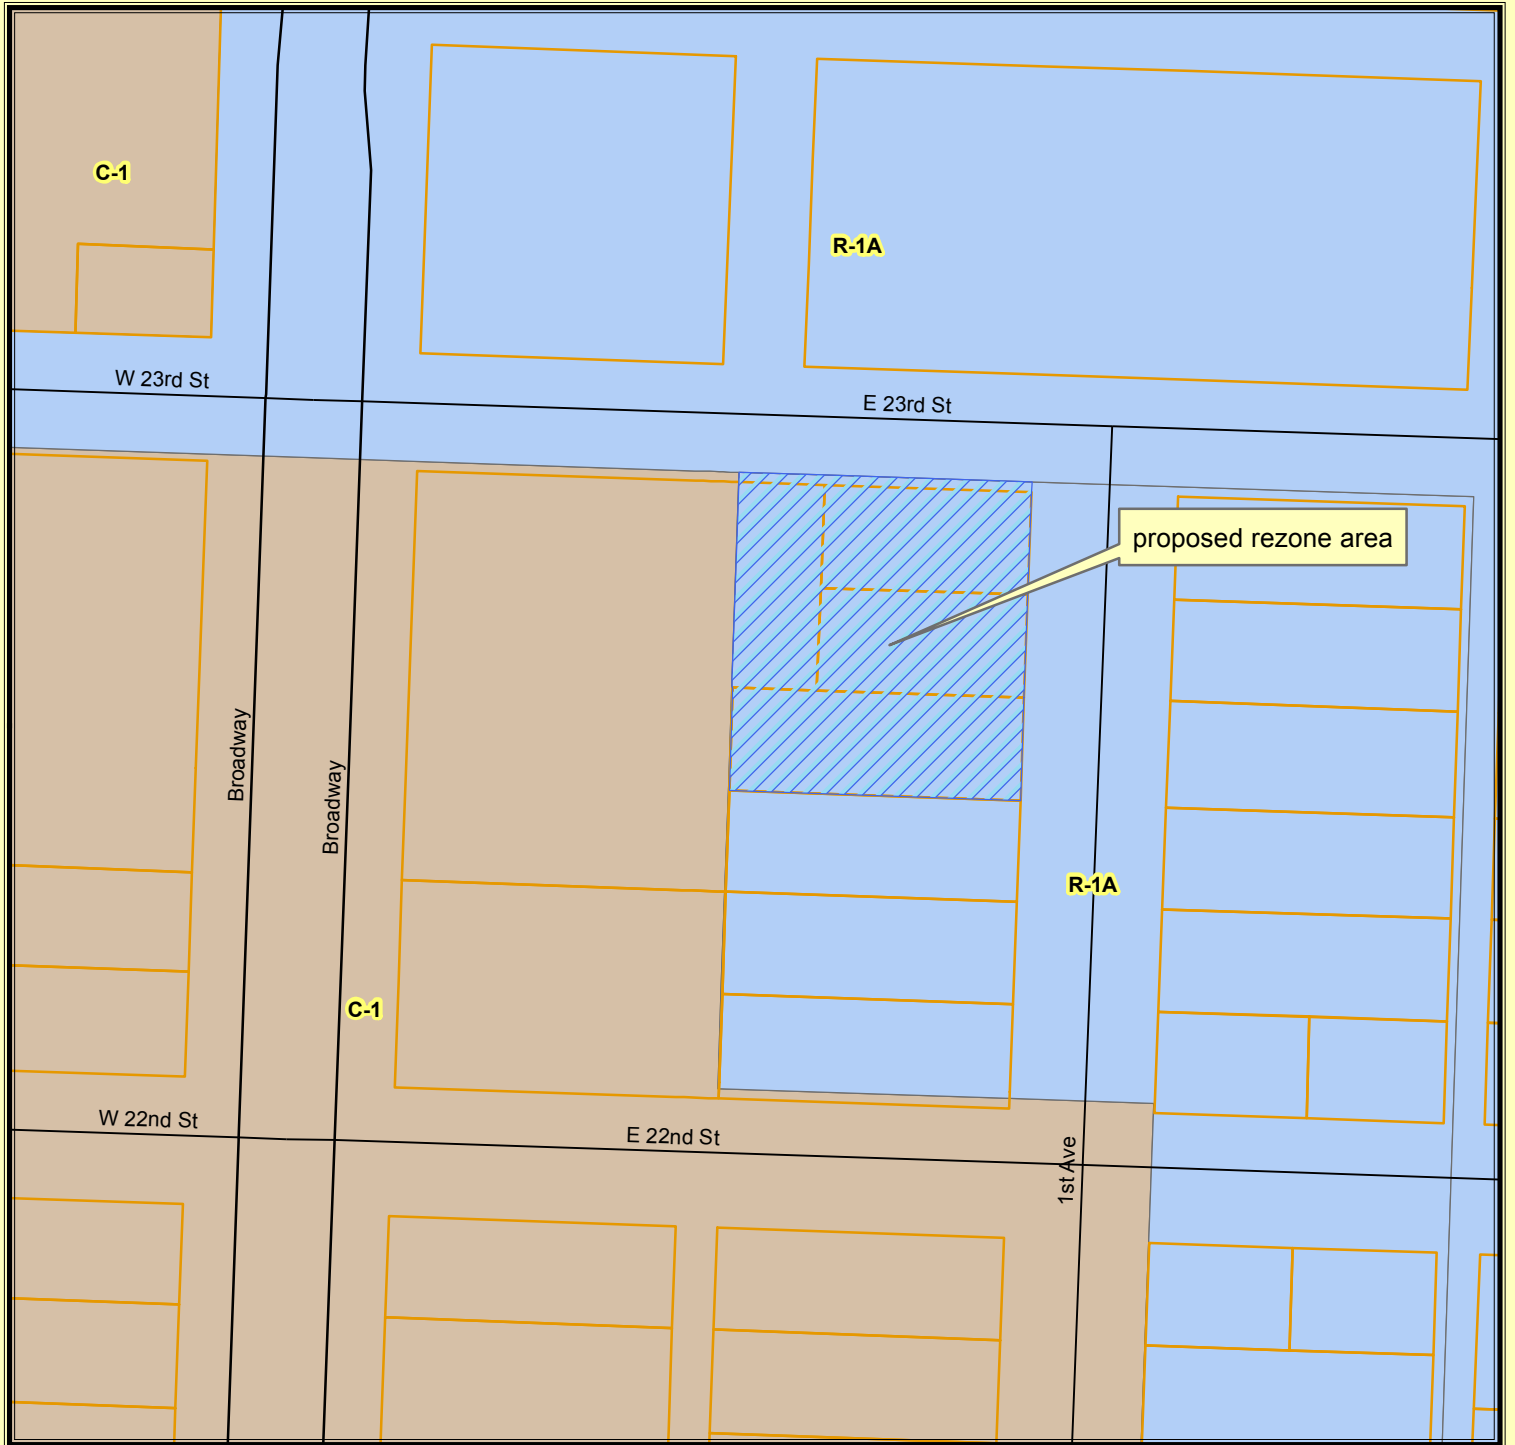 C-1
R-1A
W 23rd St
E 23rd St
proposed rezone area
Broadway
Broadway
R-1A
C-1
W 22nd St
E 22nd St
1st Ave